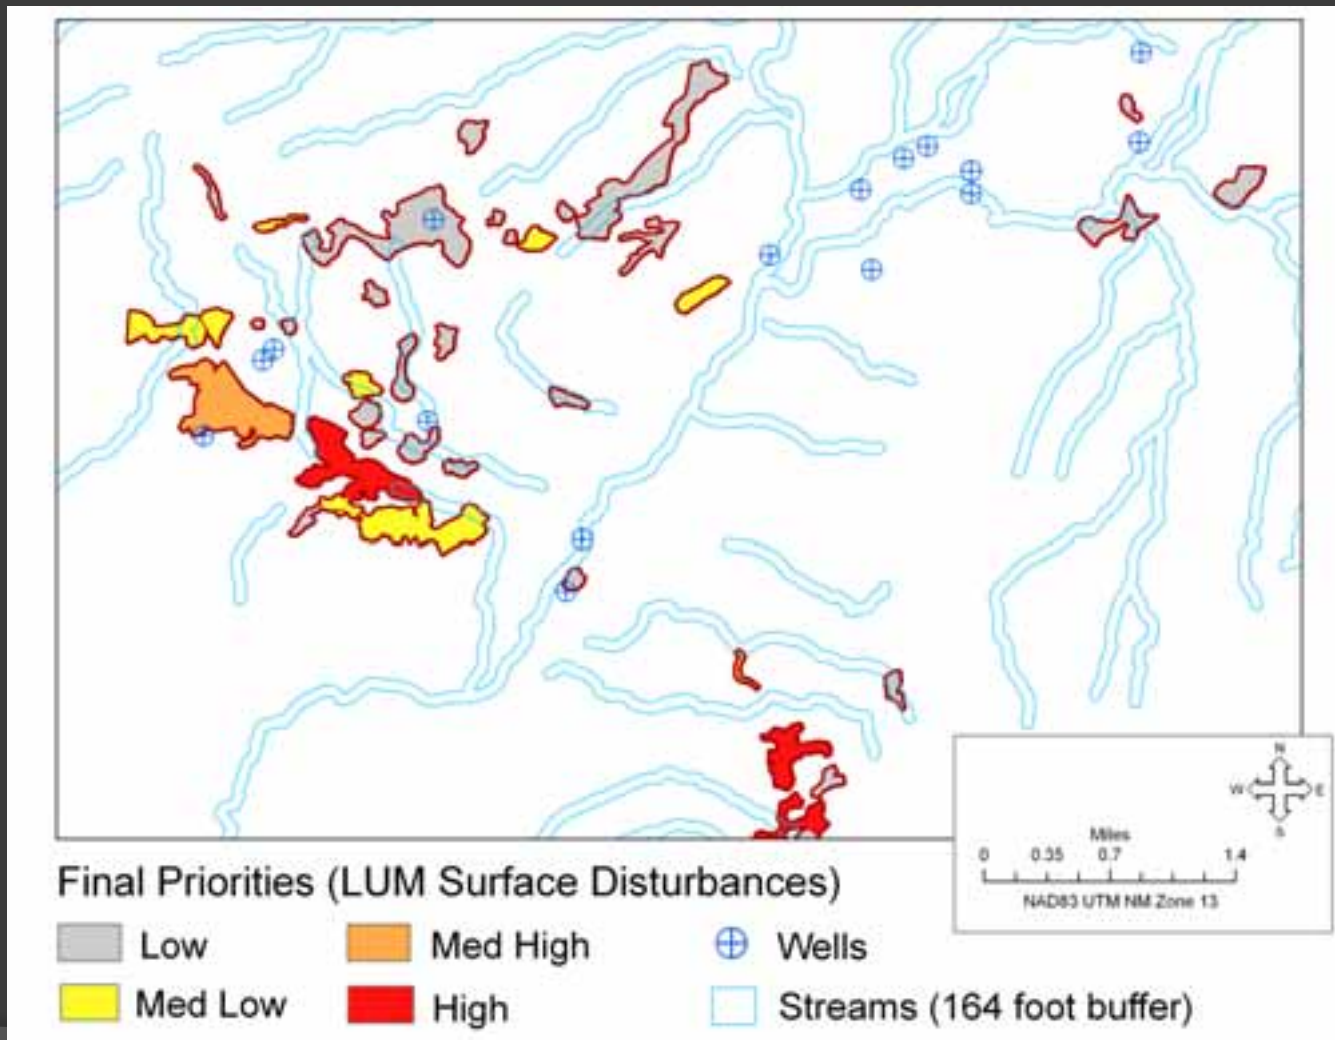 N
W E
S
Miles
0 0.35 0.7 1.4
NAD83 UTM NM Zone 13
Final Priorities (LUM Surface Disturbances)
Low Med High Wells
Med Low High Streams (164 foot buffer)